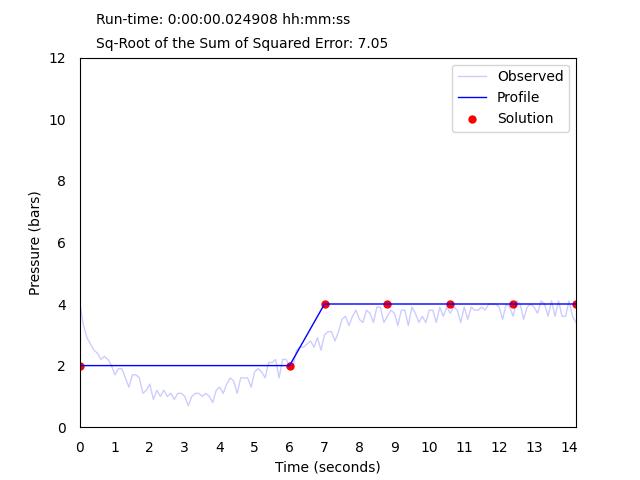 Run-time: 0:00:00.024908 hh:mm:ss
Sq-Root of the Sum of Squared Error: 7.05
12
10
8
6
4
2
0
Pressure (bars)
Observed
Profile
Solution
0 1 2 3 4 5 6 7 8 9 10 11 12 13 14
Time (seconds)